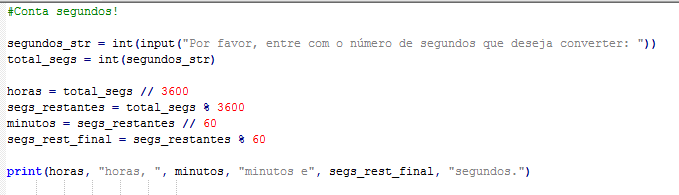 #Conta segundos!
segundos_str = int(input("Por favor, entre com o número de segundos que deseja converter: "))
total_segs = int(segundos_str)
horas = total_segs // 3600
segs_restantes = total_segs % 3600
minutos = segs_restantes // 60
segs_rest_final = segs_restantes % 60
print(horas, "horas, ", minutos, "minutos e", segs_rest_final, "segundos.")